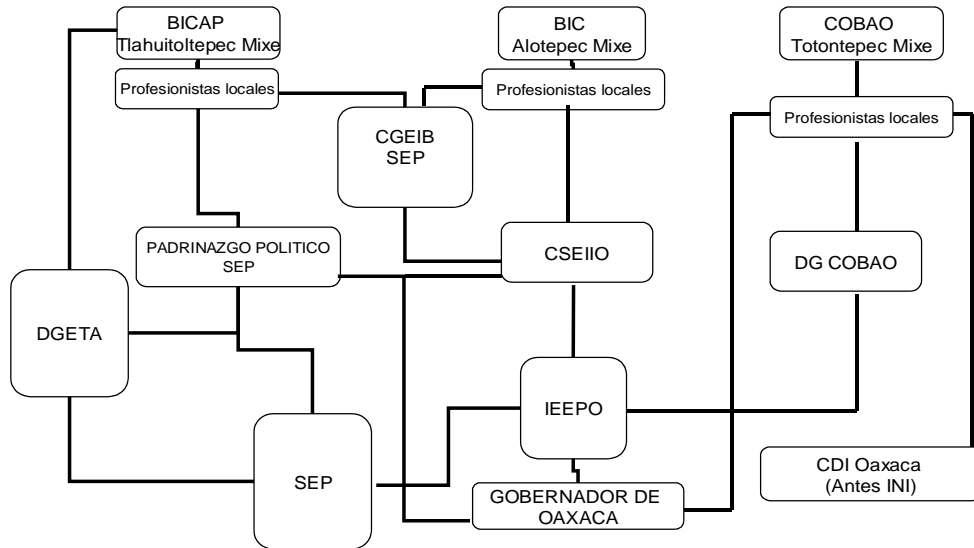 BICAP
Tlahuitoltepec Mixe
BIC
Alotepec Mixe
COBAO
Totontepec Mixe
Profesionistas locales
Profesionistas locales
Profesionistas locales
CGEIB
SEP
PADRINAZGO POLITICO
SEP
CSEIIO
DG COBAO
DGETA
IEEPO
SEP
GOBERNADOR DE
OAXACA
CDI Oaxaca
(Antes INI)